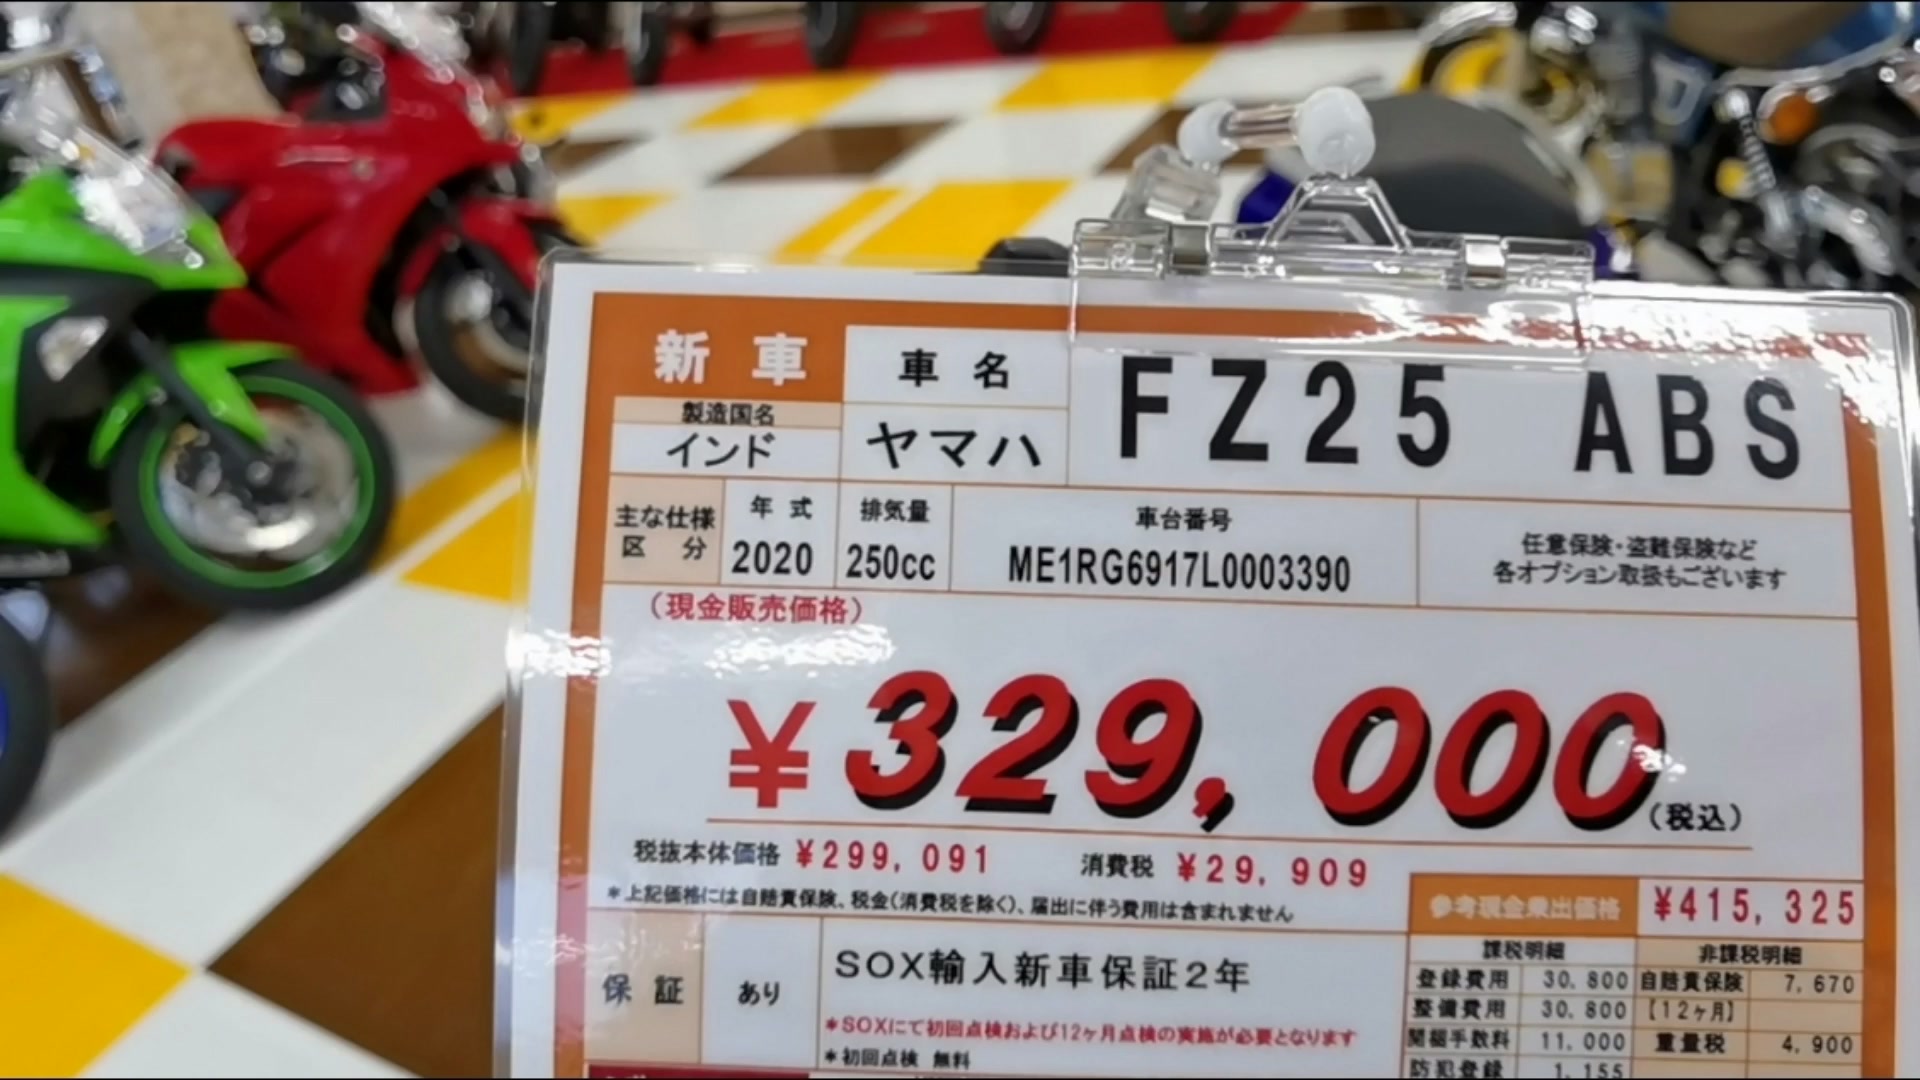 新車
車名
FZ25 ABS
製造国名
インド
ヤマハ
主な仕様
区分
年式
2020
排気量
250cc
車台番号
ME1RG6917L0003390
任意保険・盗難保険など
各オプション取扱もございます
（現金販売価格）
¥329,000(税込)
税抜本体価格 ¥299,091 消費税 ¥29,909
*上記価格には自賠責保険、税金(消費税を除く)、届出に伴う費用は含まれません
参考現金乗出価格 ¥415,325
課税明細 非課税明細
登録費用 30,800 自賠責保険 7,670
整備費用 30,800 【12ヶ月】
開梱手数料 11,000 重量税 4,900
防犯登録 1,155
保証
あり
SOX輸入新車保証2年
*SOXにて初回点検および12ヶ月点検の実施が必要となります
*初回点検 無料